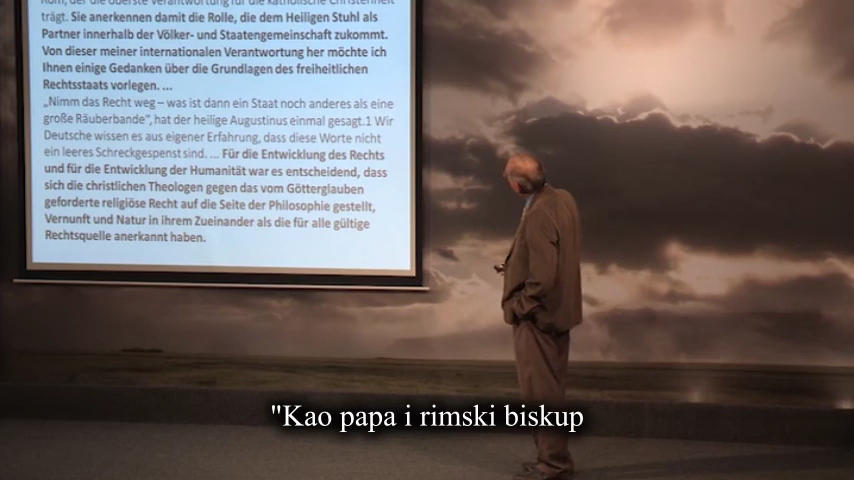 Rom, der die oberste Verantwortung für die katholische Christenheit
trägt. Sie anerkennen damit die Rolle, die dem Heiligen Stuhl als
Partner innerhalb der Völker- und Staatengemeinschaft zukommt.
Von dieser meiner internationalen Verantwortung her möchte ich
Ihnen einige Gedanken über die Grundlagen des freiheitlichen
Rechtsstaats vorlegen. ...
„Nimm das Recht weg – was ist dann ein Staat noch anderes als eine
große Räuberbande“, hat der heilige Augustinus einmal gesagt.1 Wir
Deutsche wissen es aus eigener Erfahrung, dass diese Worte nicht
ein leeres Schreckgespenst sind. ... Für die Entwicklung des Rechts
und für die Entwicklung der Humanität war es entscheidend, dass
sich die christlichen Theologen gegen das vom Götterglauben
geforderte religiöse Recht auf die Seite der Philosophie gestellt,
Vernunft und Natur in ihrem Zueinander als die für alle gültige
Rechtsquelle anerkannt haben.
"Kao papa i rimski biskup